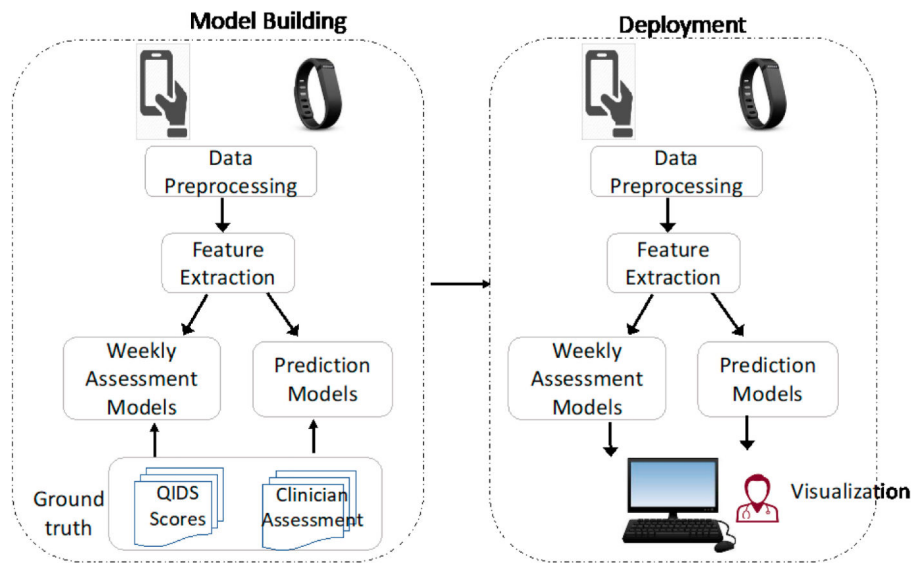 Model Building
Data
Preprocessing
Feature
Extraction
Weekly
Assessment
Models
Prediction
Models
Ground
truth
QIDS
Scores
Clinician
Assessment
Deployment
Data
Preprocessing
Feature
Extraction
Weekly
Assessment
Models
Prediction
Models
Visualization